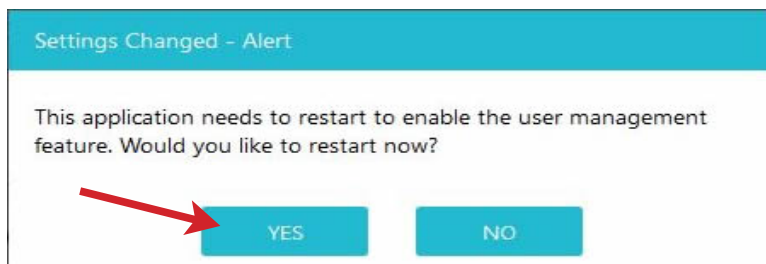 Settings Changed - Alert
This application needs to restart to enable the user management
feature. Would you like to restart now?
YES NO